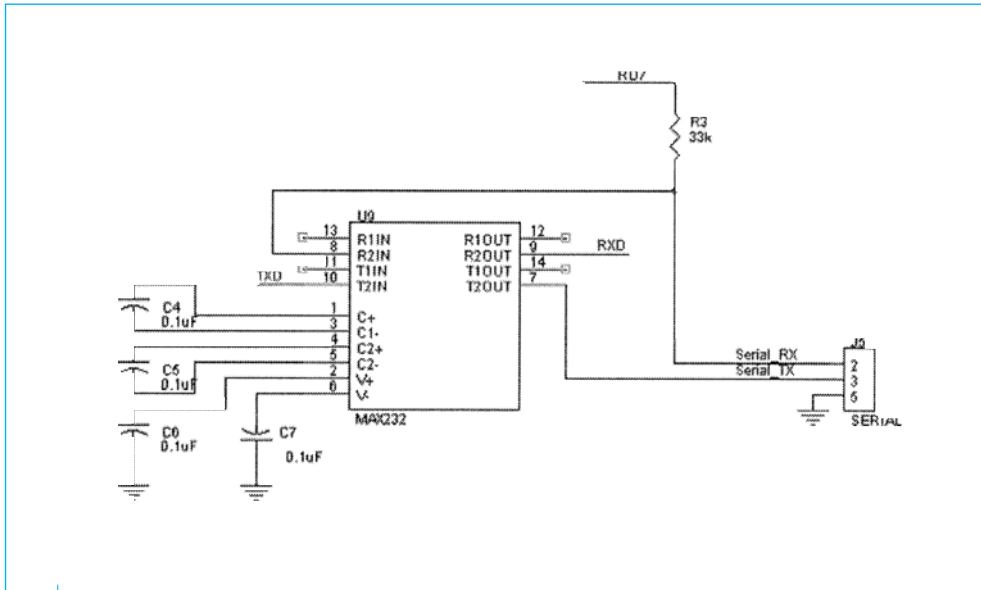 RD7
R3
33k
U9
13 R1IN R1OUT 12
8 R2IN R2OUT 9 RXD
11 T1IN T1OUT 14
TXD 10 T2IN T2OUT 7
C4
0.1uF
1 C+
3 C1-
4 C2+
5 C2-
2 V+
6 V-
C5
0.1uF
C6
0.1uF
C7
0.1uF
MAX232
J5
Serial_RX 2
Serial_TX 3
5
SERIAL